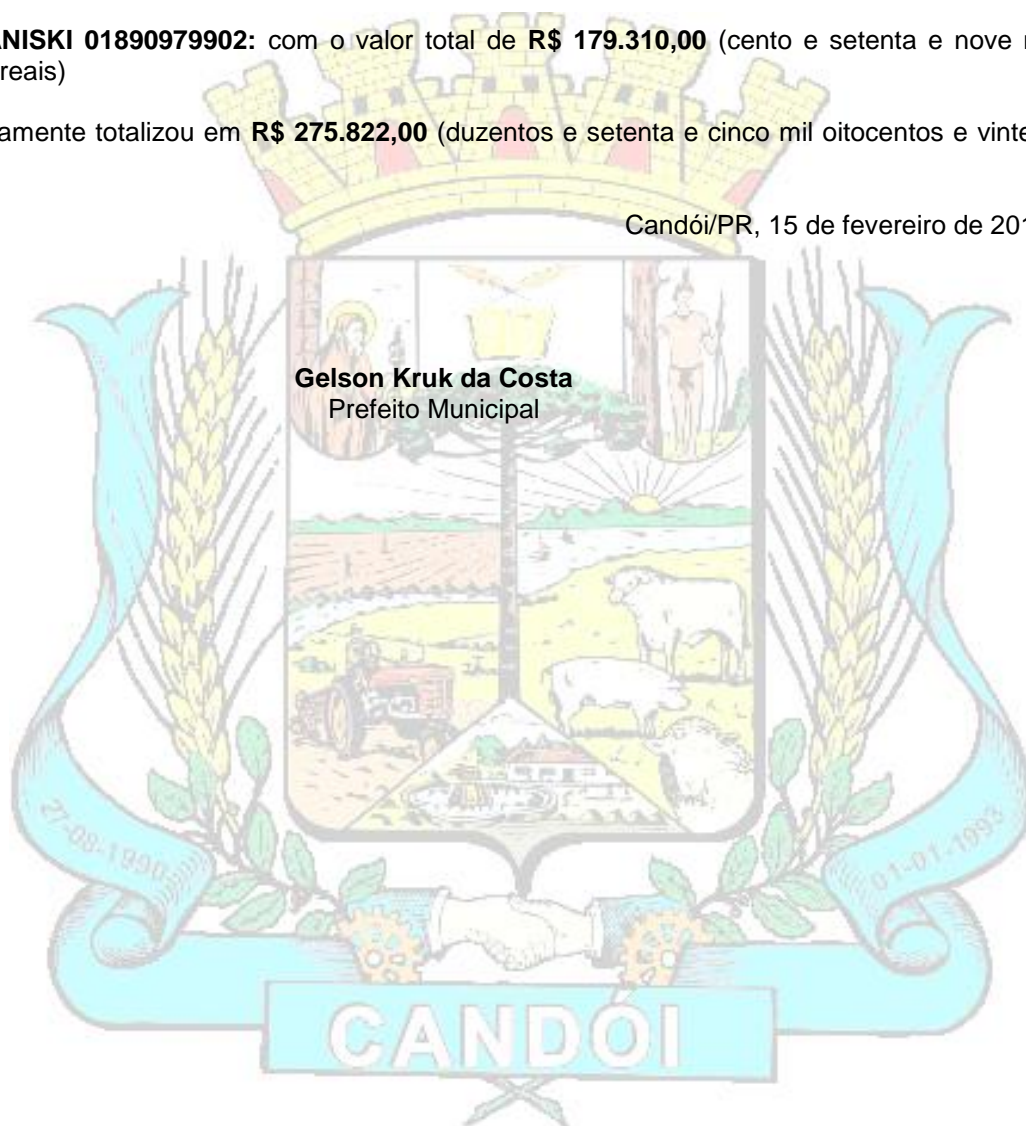 ANISKI 01890979902: com o valor total de R$ 179.310,00 (cento e setenta e nove
reais)
amente totalizou em R$ 275.822,00 (duzentos e setenta e cinco mil oitocentos e vinte
Candói/PR, 15 de fevereiro de 201
Gelson Kruk da Costa
Prefeito Municipal
27-08-1990
01-01-1993
CANDÓI